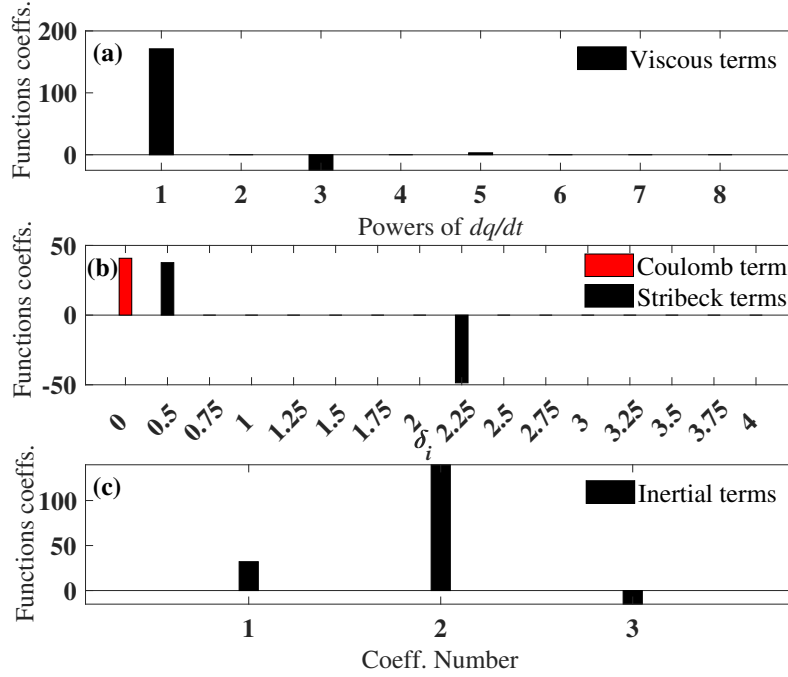 (a)
Viscous terms
Functions coeffs.
200
100
0
1 2 3 4 5 6 7 8
Powers of dq/dt
(b)
Coulomb term
Stribeck terms
Functions coeffs.
50
0
-50
0 0.5 0.75 1 1.25 1.5 1.75 2 2.25 2.5 2.75 3 3.25 3.5 3.75 4
δi
(c)
Inertial terms
Functions coeffs.
100
50
0
1 2 3
Coeff. Number